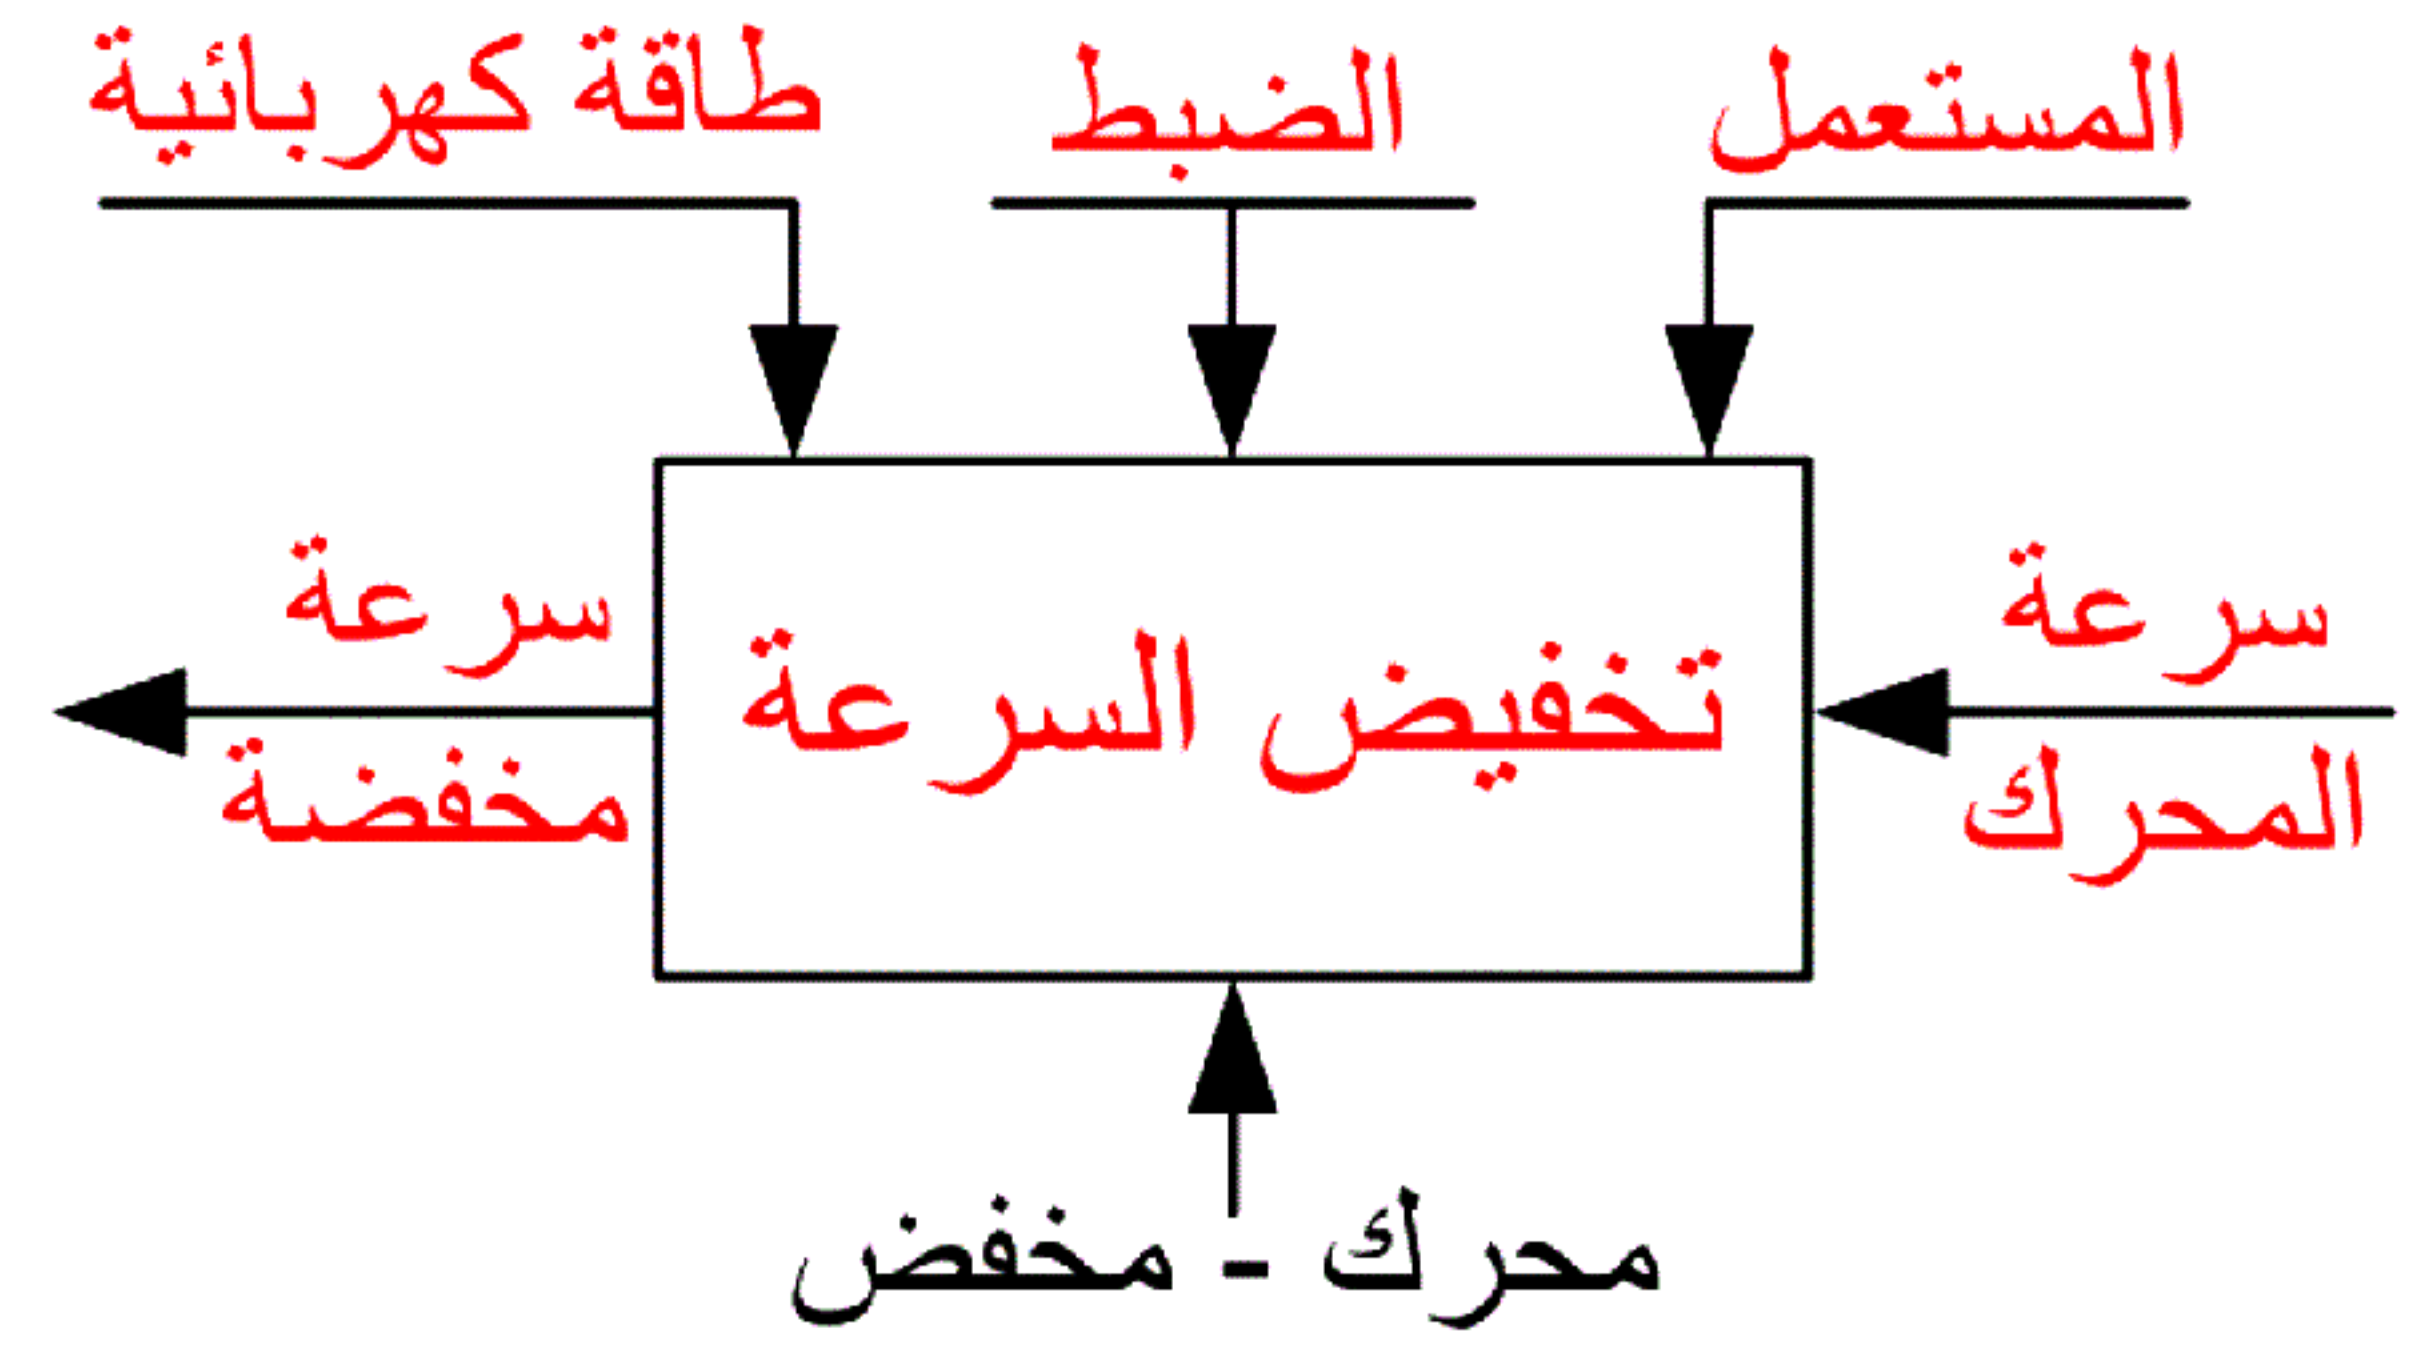 المستعمل
الضبط
طاقة كهربائية
سرعة
المحرك
تخفيض السرعة
سرعة
مخفضة
محرك - مخفض